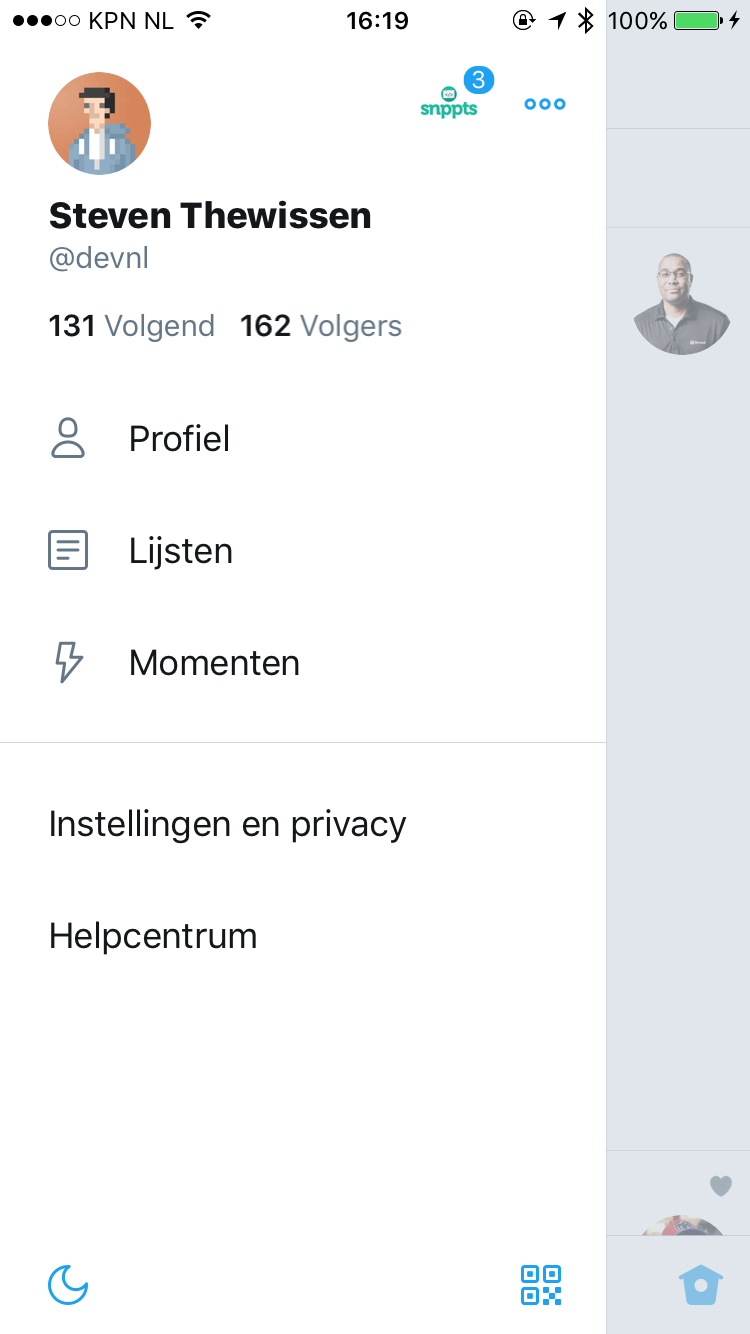 KPN NL 16:19 100%
3
snppts
Steven Thewissen
@devnl
131 Volgend 162 Volgers
Profiel
Lijsten
Momenten
Instellingen en privacy
Helpcentrum